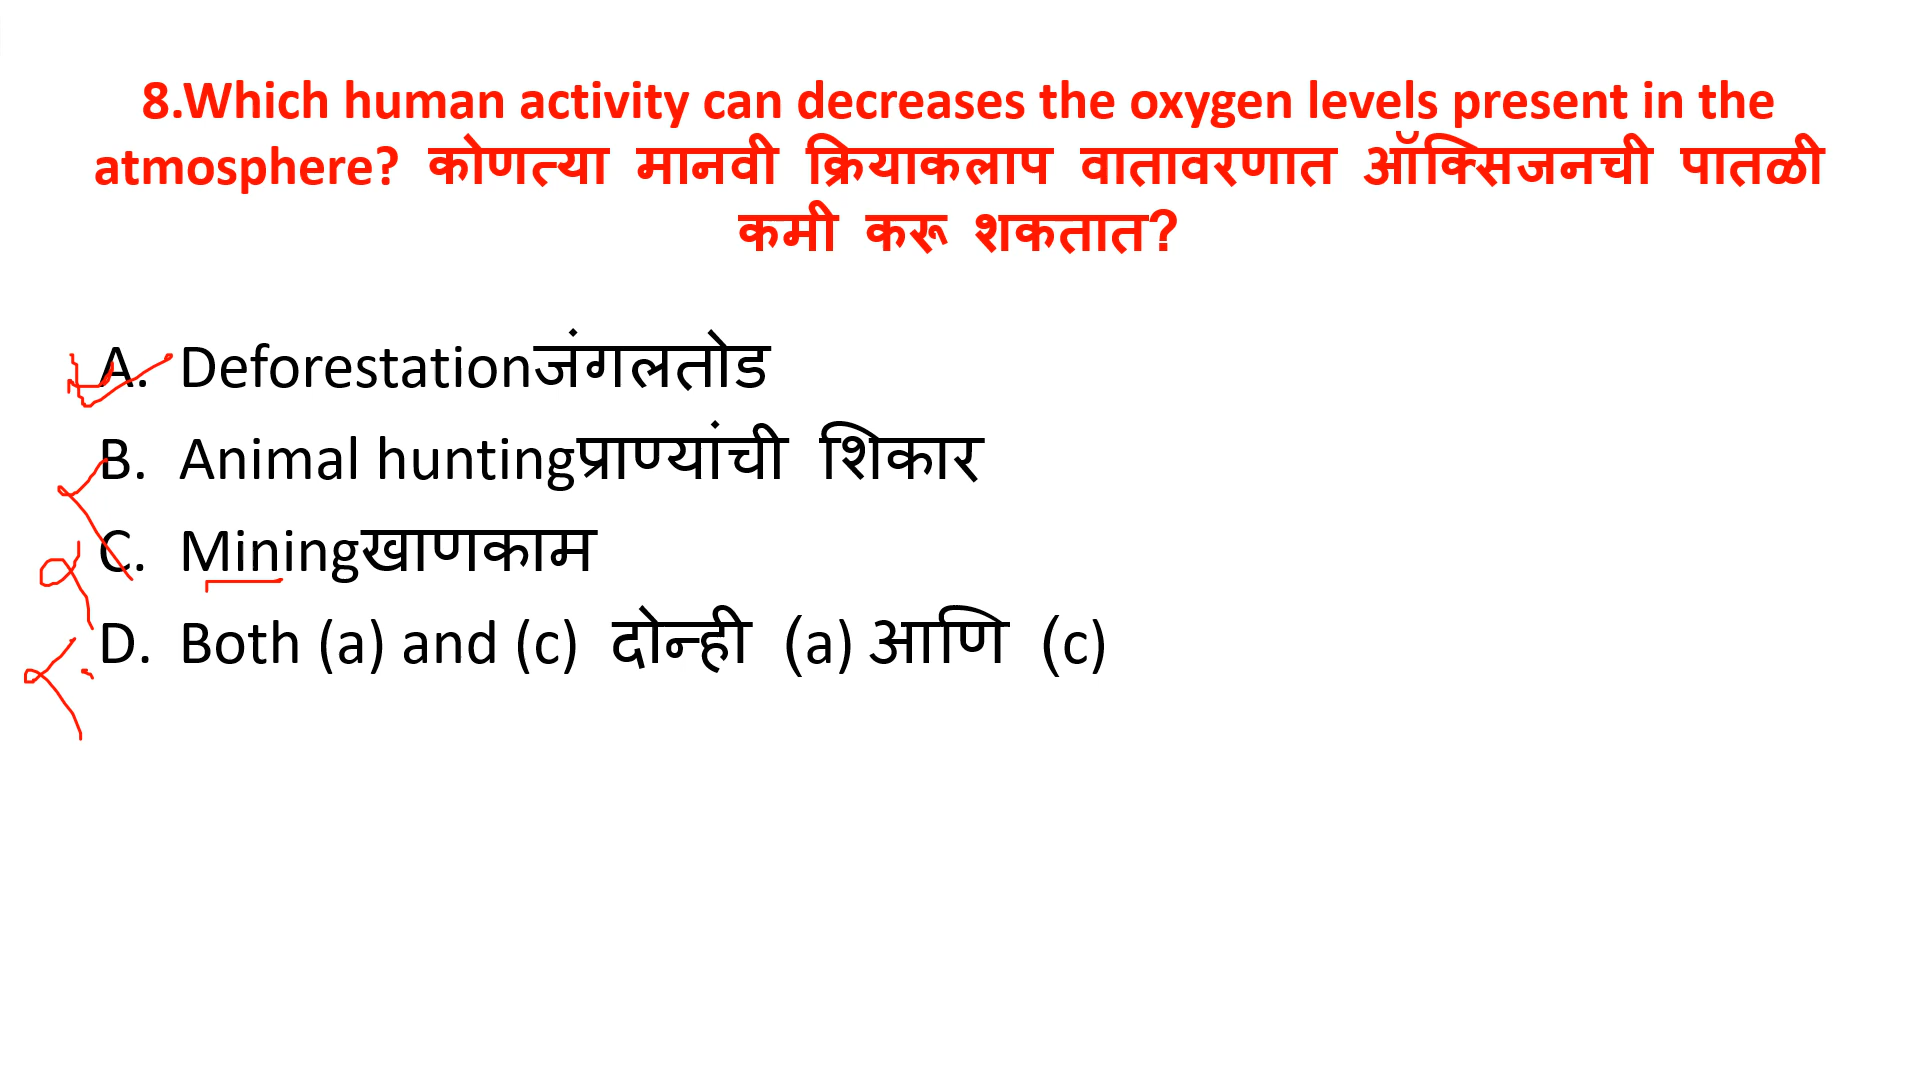 8.Which human activity can decreases the oxygen levels present in the
atmosphere? कोणत्या मानवी क्रियाकलाप वातावरणात ऑक्सिजनची पातळी
कमी करू शकतात?
A. Deforestationजंगलतोड
B. Animal huntingप्राण्यांची शिकार
C. Miningखाणकाम
D. Both (a) and (c) दोन्ही (a) आणि (c)